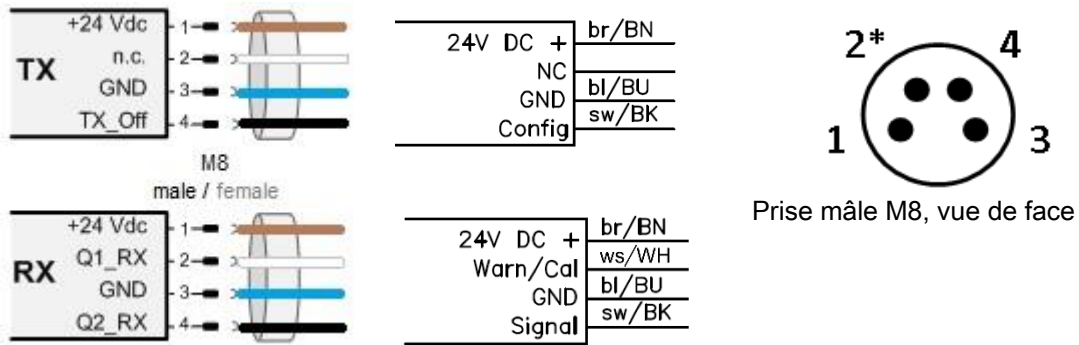 TX
+24 Vdc 1
n.c. 2
GND 3
TX_Off 4
M8
male / female
RX
+24 Vdc 1
Q1_RX 2
GND 3
Q2_RX 4
24V DC + br/BN
NC
GND bl/BU
Config sw/BK
24V DC + br/BN
Warn/Cal ws/WH
GND bl/BU
Signal sw/BK
2* 4
1 3
Prise mâle M8, vue de face